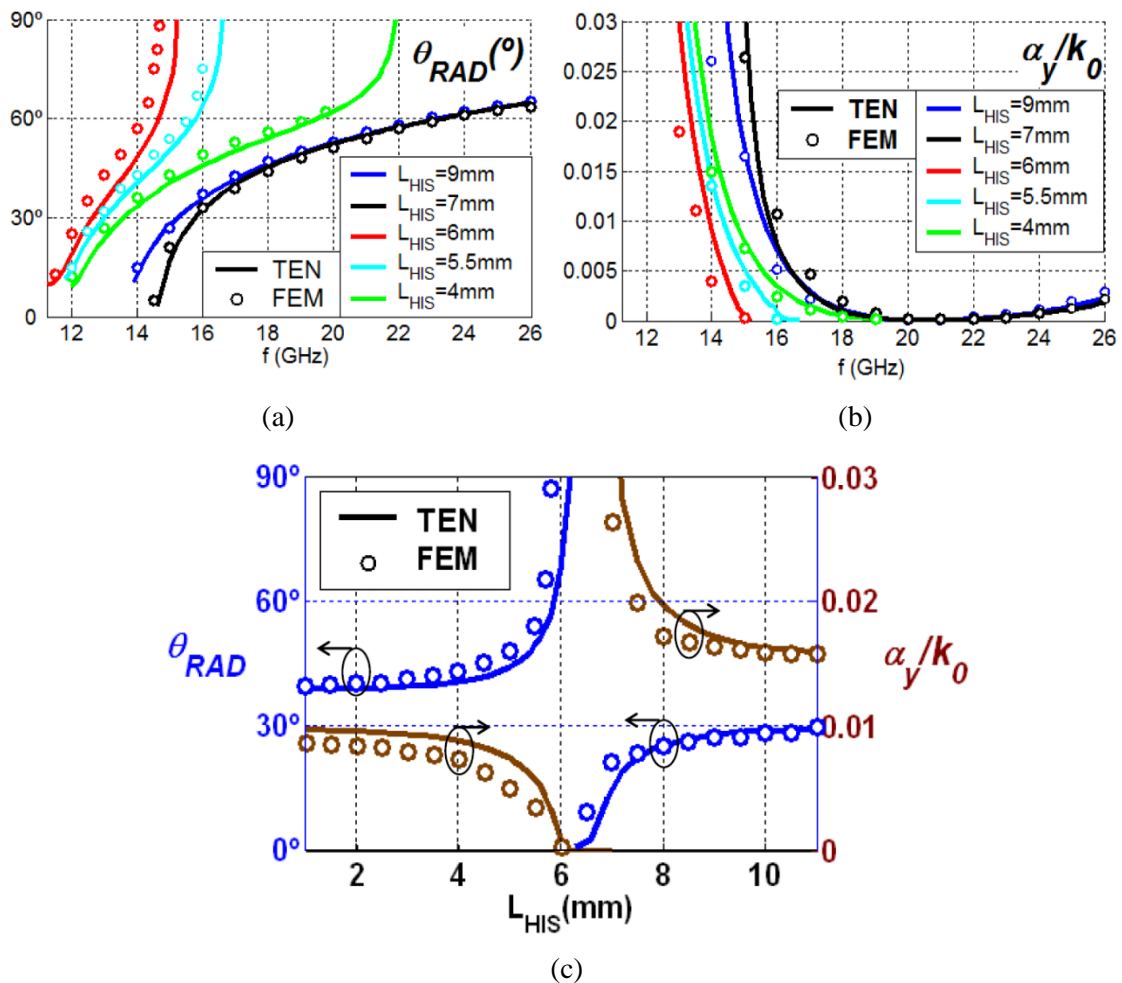 90º
60º
30º
0
12 14 16 18 20 22 24 26
f (GHz)
θRAD(º)
TEN
FEM
LHIS=9mm
LHIS=7mm
LHIS=6mm
LHIS=5.5mm
LHIS=4mm
(a)
0.03
0.025
0.02
0.015
0.01
0.005
0
12 14 16 18 20 22 24 26
f (GHz)
αy/k0
TEN
FEM
LHIS=9mm
LHIS=7mm
LHIS=6mm
LHIS=5.5mm
LHIS=4mm
(b)
90º
60º
30º
0º
θRAD
TEN
FEM
0.03
0.02
0.01
0
αy/k0
2 4 6 8 10
LHIS(mm)
(c)